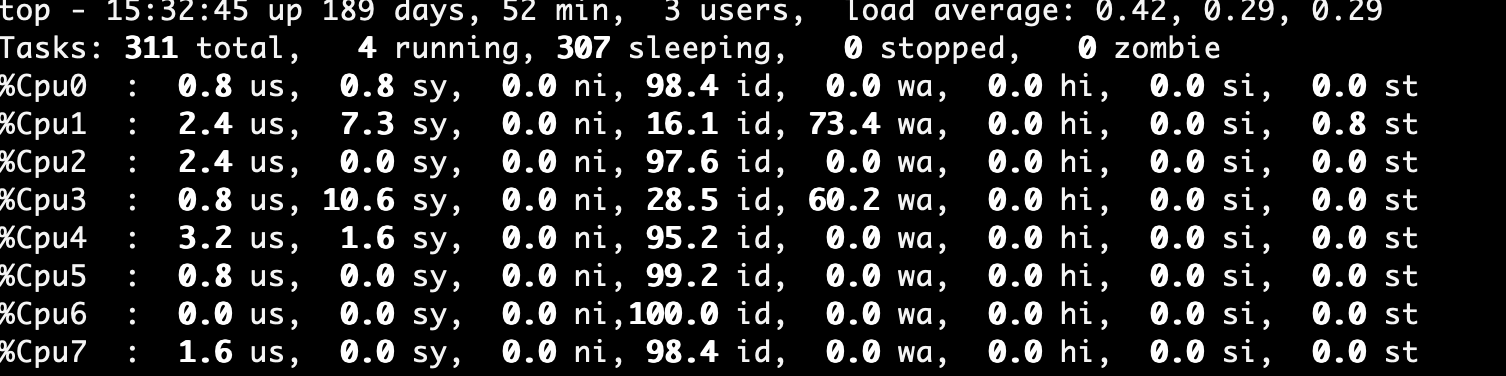 top - 15:32:45 up 189 days, 52 min,  3 users,  load average: 0.42, 0.29, 0.29
Tasks: 311 total,   4 running, 307 sleeping,   0 stopped,   0 zombie
%Cpu0  :  0.8 us,  0.8 sy,  0.0 ni, 98.4 id,  0.0 wa,  0.0 hi,  0.0 si,  0.0 st
%Cpu1  :  2.4 us,  7.3 sy,  0.0 ni, 16.1 id, 73.4 wa,  0.0 hi,  0.0 si,  0.8 st
%Cpu2  :  2.4 us,  0.0 sy,  0.0 ni, 97.6 id,  0.0 wa,  0.0 hi,  0.0 si,  0.0 st
%Cpu3  :  0.8 us, 10.6 sy,  0.0 ni, 28.5 id, 60.2 wa,  0.0 hi,  0.0 si,  0.0 st
%Cpu4  :  3.2 us,  1.6 sy,  0.0 ni, 95.2 id,  0.0 wa,  0.0 hi,  0.0 si,  0.0 st
%Cpu5  :  0.8 us,  0.0 sy,  0.0 ni, 99.2 id,  0.0 wa,  0.0 hi,  0.0 si,  0.0 st
%Cpu6  :  0.0 us,  0.0 sy,  0.0 ni,100.0 id,  0.0 wa,  0.0 hi,  0.0 si,  0.0 st
%Cpu7  :  1.6 us,  0.0 sy,  0.0 ni, 98.4 id,  0.0 wa,  0.0 hi,  0.0 si,  0.0 st